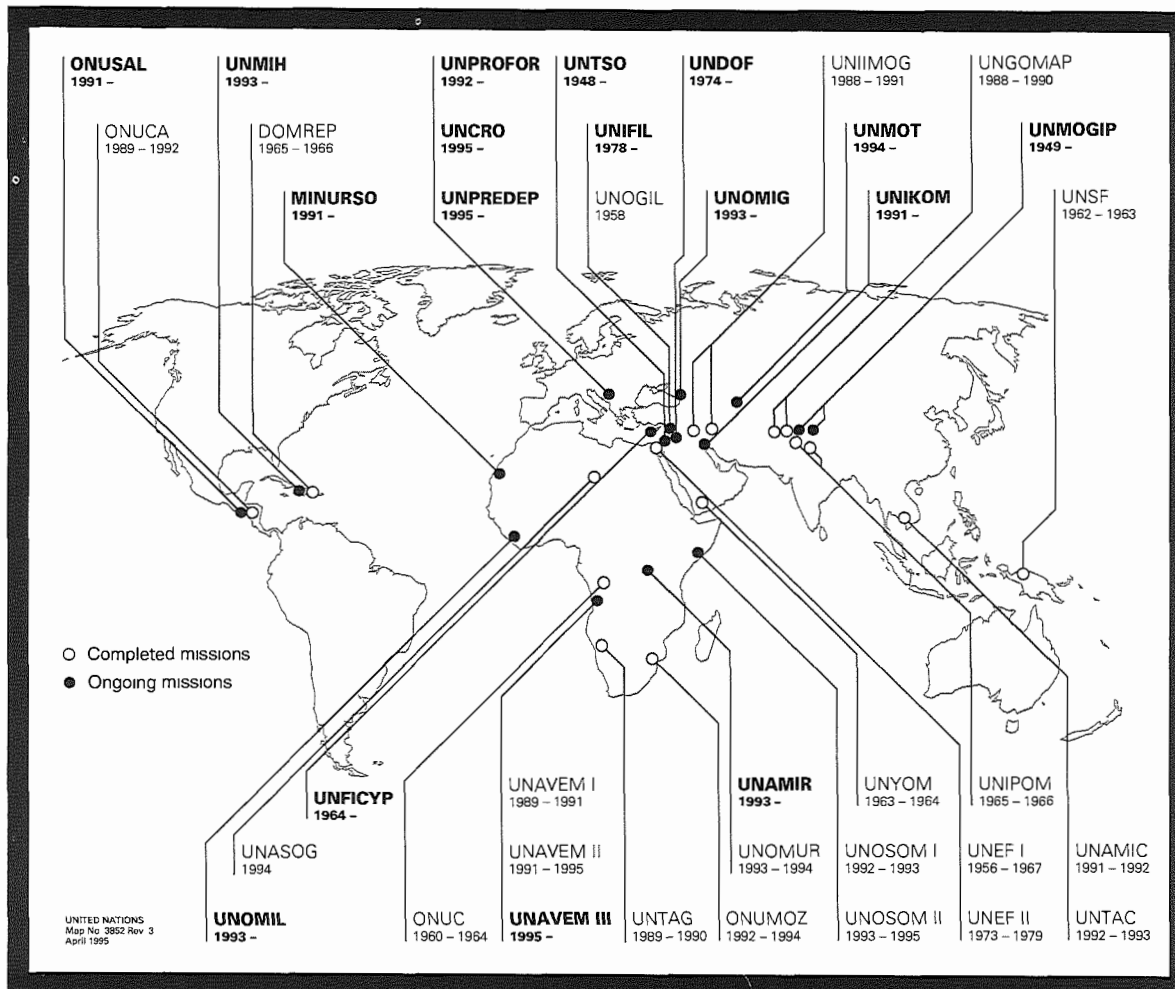 ONUSAL
1991 –
UNMIH
1993 –
UNPROFOR
1992 –
UNTSO
1948 –
UNDOF
1974 –
UNIIMOG
1988 – 1991
UNGOMAP
1988 – 1990
ONUCA
1989 – 1992
DOMREP
1965 – 1966
UNCRO
1995 –
UNIFIL
1978 –
UNMOT
1994 –
UNMOGIP
1949 –
MINURSO
1991 –
UNPREDEP
1995 –
UNOGIL
1958
UNOMIG
1993 –
UNIKOM
1991 –
UNSF
1962 – 1963
Completed missions
Ongoing missions
UNFICYP
1964 –
UNAVEM I
1989 – 1991
UNAMIR
1993 –
UNYOM
1963 – 1964
UNIPOM
1965 – 1966
UNASOG
1994
UNAVEM II
1991 – 1995
UNOMUR
1993 – 1994
UNOSOM I
1992 – 1993
UNEF I
1956 – 1967
UNAMIC
1991 – 1992
UNITED NATIONS
Map No 3852 Rev 3
April 1995
UNOMIL
1993 –
ONUC
1960 – 1964
UNAVEM III
1995 –
UNTAG
1989 – 1990
ONUMOZ
1992 – 1994
UNOSOM II
1993 – 1995
UNEF II
1973 – 1979
UNTAC
1992 – 1993